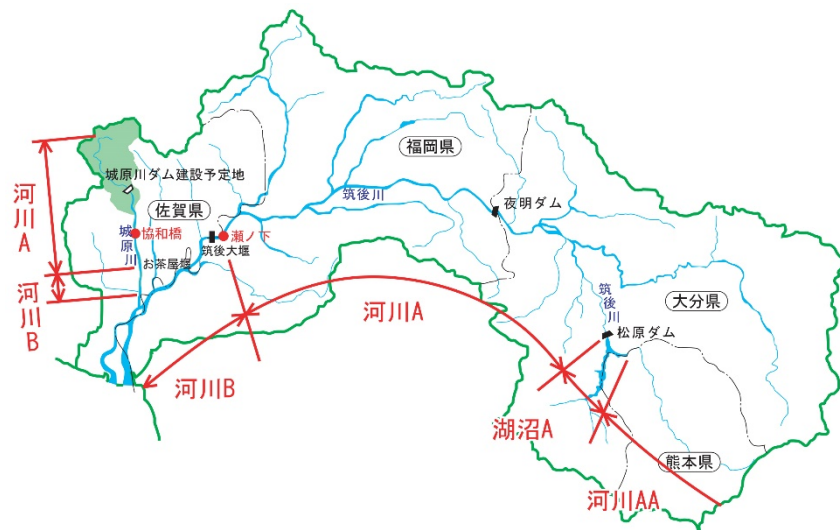 福岡県
城原川ダム建設予定地
佐賀県
筑後川
夜明ダム
河川A
城原川
協和橋
瀬ノ下
筑後大堰
お茶屋堰
河川B
筑後川
大分県
松原ダム
河川A
河川B
湖沼A
熊本県
河川AA